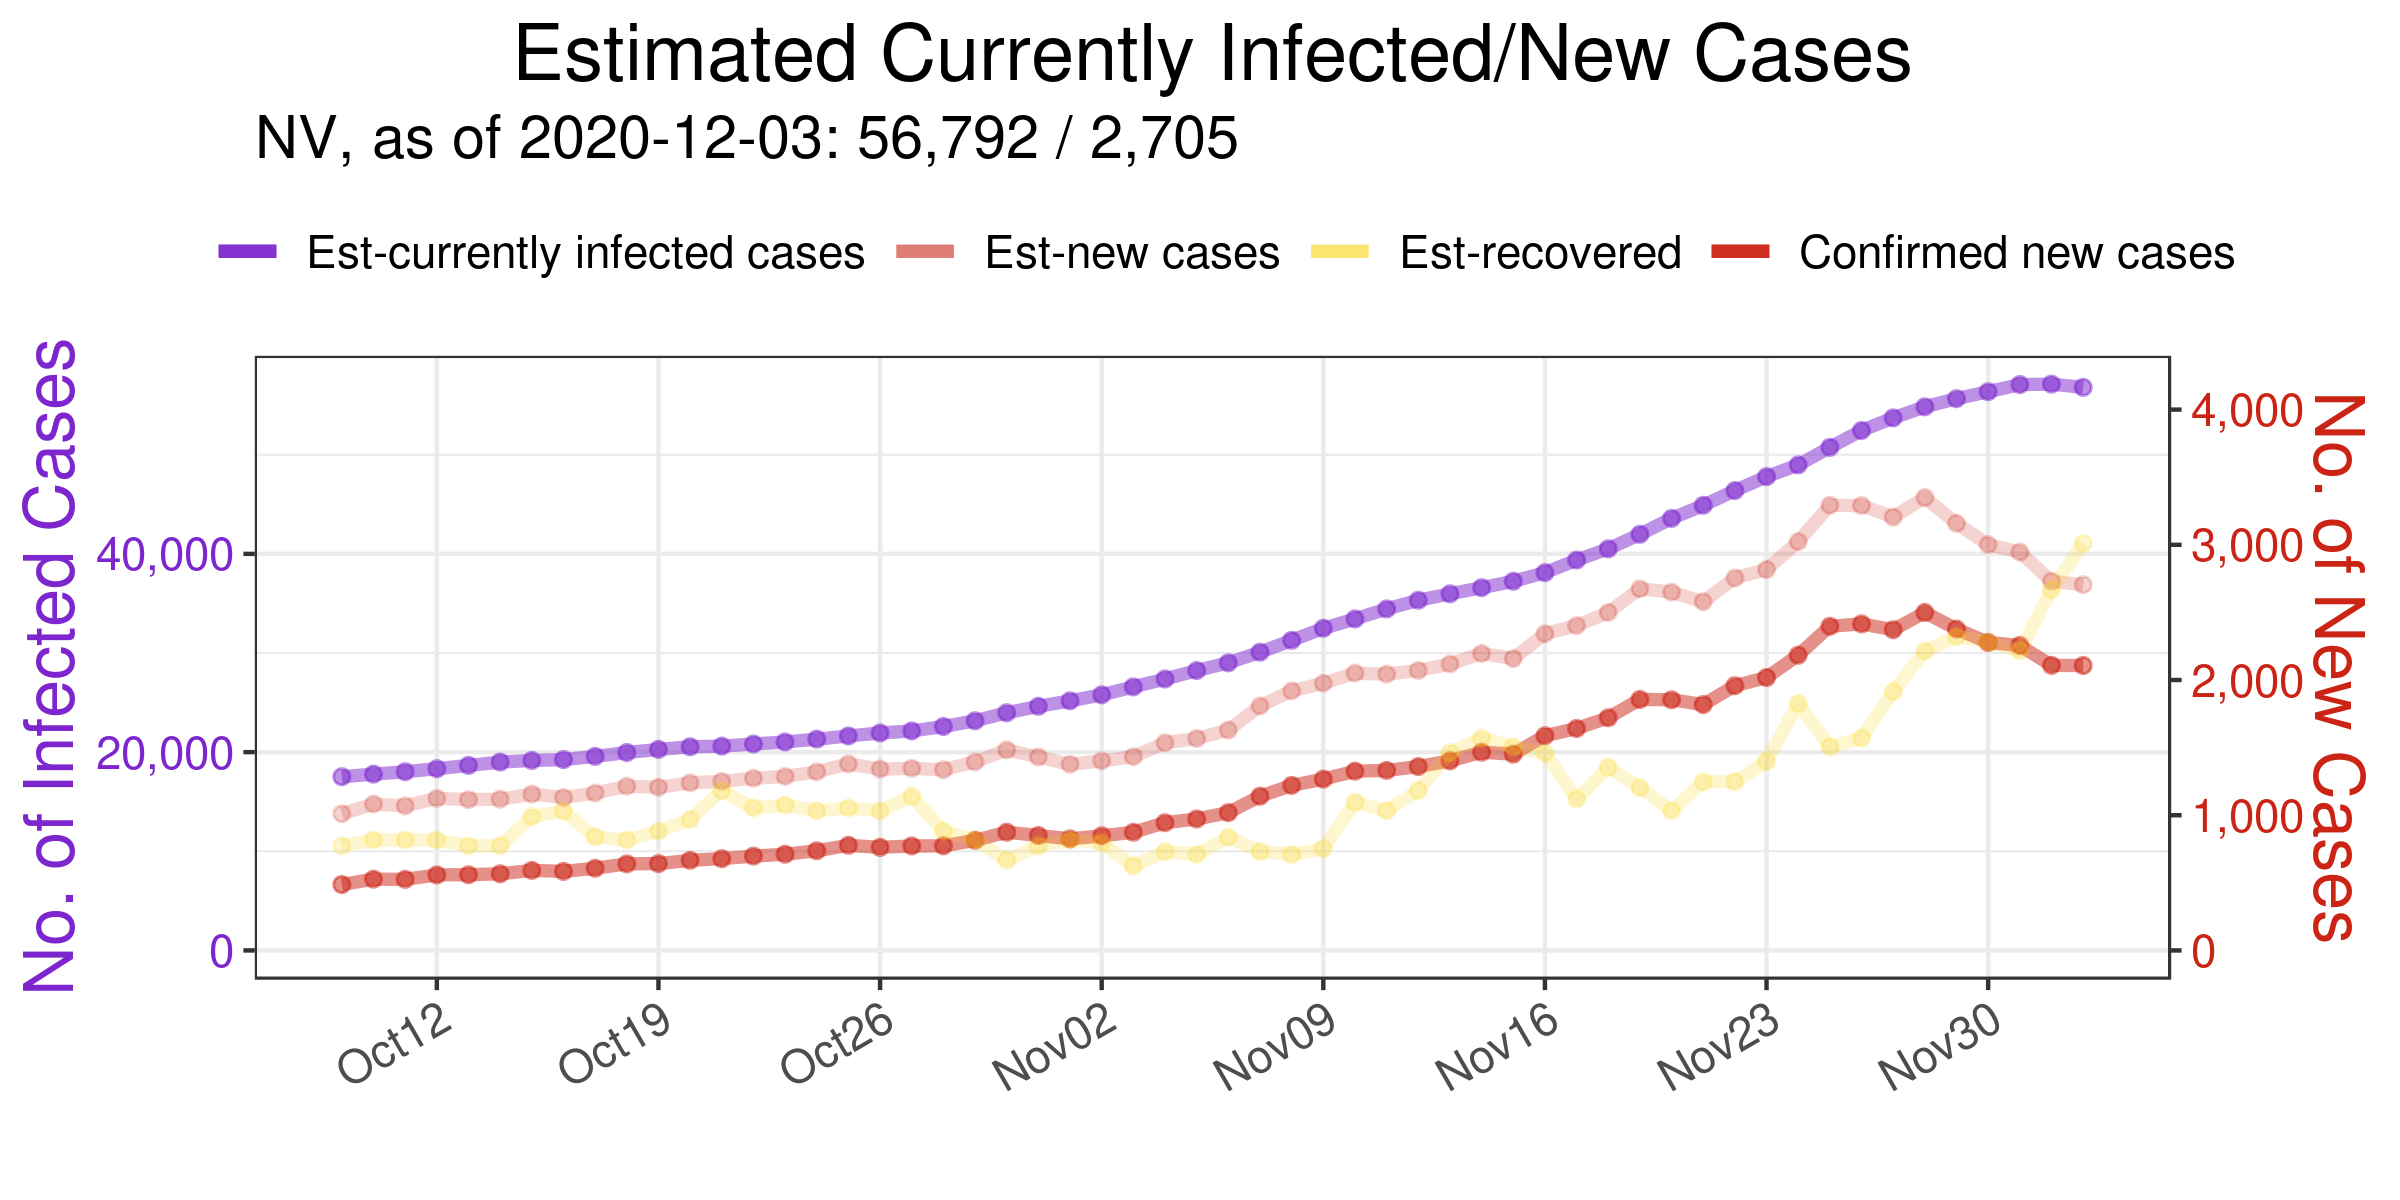 Estimated Currently Infected/New Cases
NV, as of 2020-12-03: 56,792 / 2,705
Est-currently infected cases Est-new cases Est-recovered Confirmed new cases
No. of Infected Cases
40,000
20,000
0
4,000
3,000
2,000
1,000
0
No. of New Cases
Oct12 Oct19 Oct26 Nov02 Nov09 Nov16 Nov23 Nov30